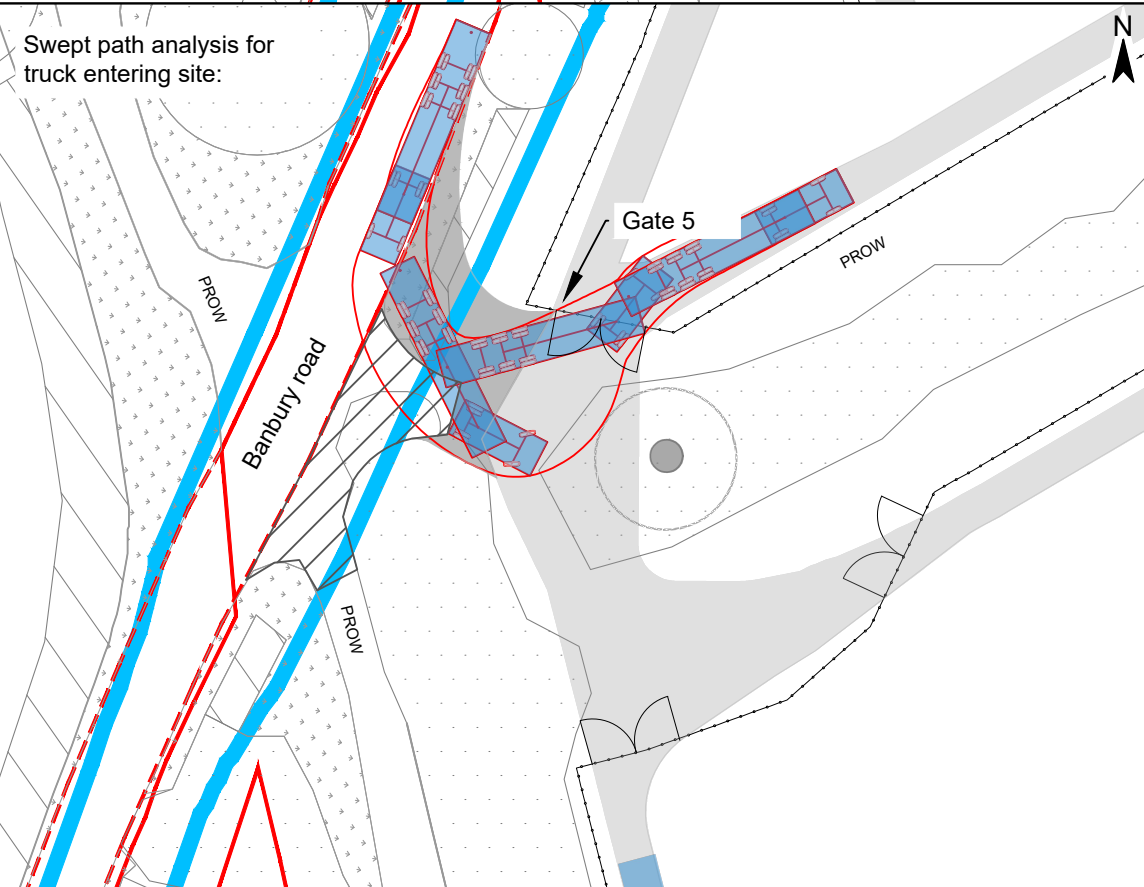 Swept path analysis for
truck entering site:
N
Gate 5
PROW
PROW
Banbury road
PROW